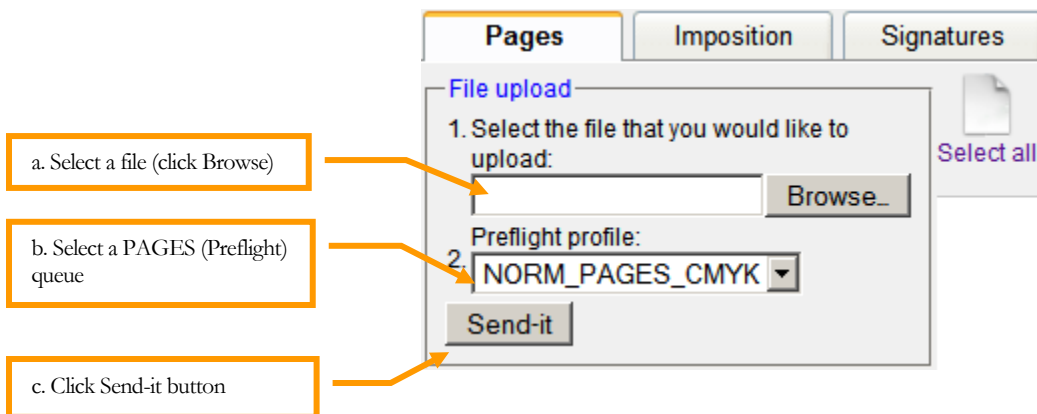 Pages
Imposition
Signatures
File upload
1. Select the file that you would like to
upload:
Browse...
Select all
Preflight profile:
2.
NORM_PAGES_CMYK
Send-it
a. Select a file (click Browse)
b. Select a PAGES (Preflight)
queue
c. Click Send-it button